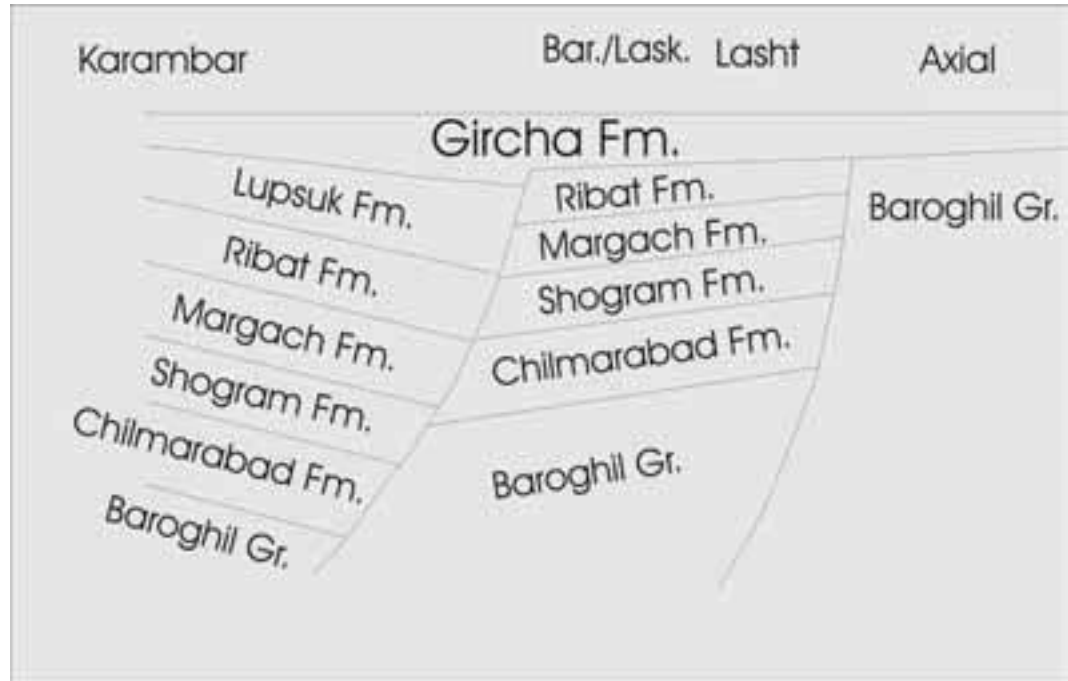 Karambar
Bar./Lask.
Lasht
Axial
Gircha Fm.
Lupsuk Fm.
Ribat Fm.
Margach Fm.
Shogram Fm.
Chilmarabad Fm.
Baroghil Gr.
Ribat Fm.
Margach Fm.
Shogram Fm.
Chilmarabad Fm.
Baroghil Gr.
Baroghil Gr.